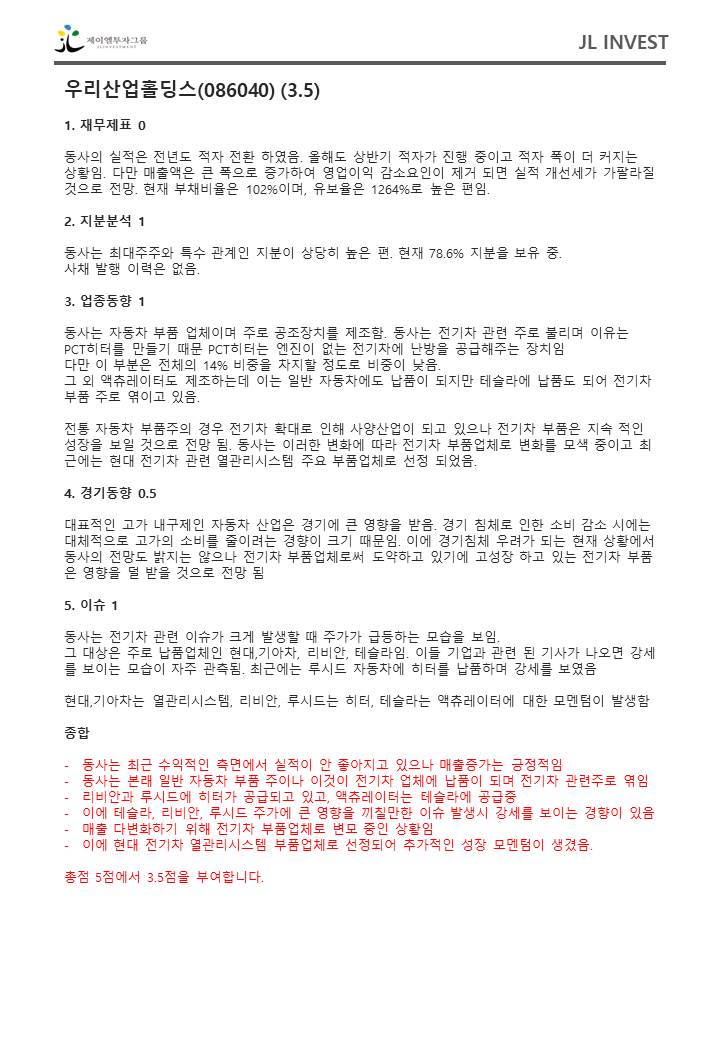 제이엘투자그룹
JLINVESTMENT
JL INVEST
우리산업홀딩스(086040) (3.5)
1. 재무제표 0
동사의 실적은 전년도 적자 전환 하였음. 올해도 상반기 적자가 진행 중이고 적자 폭이 더 커지는
상황임. 다만 매출액은 큰 폭으로 증가하여 영업이익 감소요인이 제거 되면 실적 개선세가 가팔라질
것으로 전망. 현재 부채비율은 102%이며, 유보율은 1264%로 높은 편임.
2. 지분분석 1
동사는 최대주주와 특수 관계인 지분이 상당히 높은 편. 현재 78.6% 지분을 보유 중.
사채 발행 이력은 없음.
3. 업종동향 1
동사는 자동차 부품 업체이며 주로 공조장치를 제조함. 동사는 전기차 관련 주로 불리며 이유는
PCT히터를 만들기 때문 PCT히터는 엔진이 없는 전기차에 난방을 공급해주는 장치임
다만 이 부분은 전체의 14% 비중을 차지할 정도로 비중이 낮음.
그 외 액츄레이터도 제조하는데 이는 일반 자동차에도 납품이 되지만 테슬라에 납품도 되어 전기차
부품 주로 엮이고 있음.
전통 자동차 부품주의 경우 전기차 확대로 인해 사양산업이 되고 있으나 전기차 부품은 지속 적인
성장을 보일 것으로 전망 됨. 동사는 이러한 변화에 따라 전기차 부품업체로 변화를 모색 중이고 최
근에는 현대 전기차 관련 열관리시스템 주요 부품업체로 선정 되었음.
4. 경기동향 0.5
대표적인 고가 내구제인 자동차 산업은 경기에 큰 영향을 받음. 경기 침체로 인한 소비 감소 시에는
대체적으로 고가의 소비를 줄이려는 경향이 크기 때문임. 이에 경기침체 우려가 되는 현재 상황에서
동사의 전망도 밝지는 않으나 전기차 부품업체로써 도약하고 있기에 고성장 하고 있는 전기차 부품
은 영향을 덜 받을 것으로 전망 됨
5. 이슈 1
동사는 전기차 관련 이슈가 크게 발생할 때 주가가 급등하는 모습을 보임.
그 대상은 주로 납품업체인 현대,기아차, 리비안, 테슬라임. 이들 기업과 관련 된 기사가 나오면 강세
를 보이는 모습이 자주 관측됨. 최근에는 루시드 자동차에 히터를 납품하며 강세를 보였음
현대,기아차는 열관리시스템, 리비안, 루시드는 히터, 테슬라는 액츄레이터에 대한 모멘텀이 발생함
종합
- 동사는 최근 수익적인 측면에서 실적이 안 좋아지고 있으나 매출증가는 긍정적임
- 동사는 본래 일반 자동차 부품 주이나 이것이 전기차 업체에 납품이 되며 전기차 관련주로 엮임
- 리비안과 루시드에 히터가 공급되고 있고, 액츄레이터는 테슬라에 공급중
- 이에 테슬라, 리비안, 루시드 주가에 큰 영향을 끼칠만한 이슈 발생시 강세를 보이는 경향이 있음
- 매출 다변화하기 위해 전기차 부품업체로 변모 중인 상황임
- 이에 현대 전기차 열관리시스템 부품업체로 선정되어 추가적인 성장 모멘텀이 생겼음.
총점 5점에서 3.5점을 부여합니다.